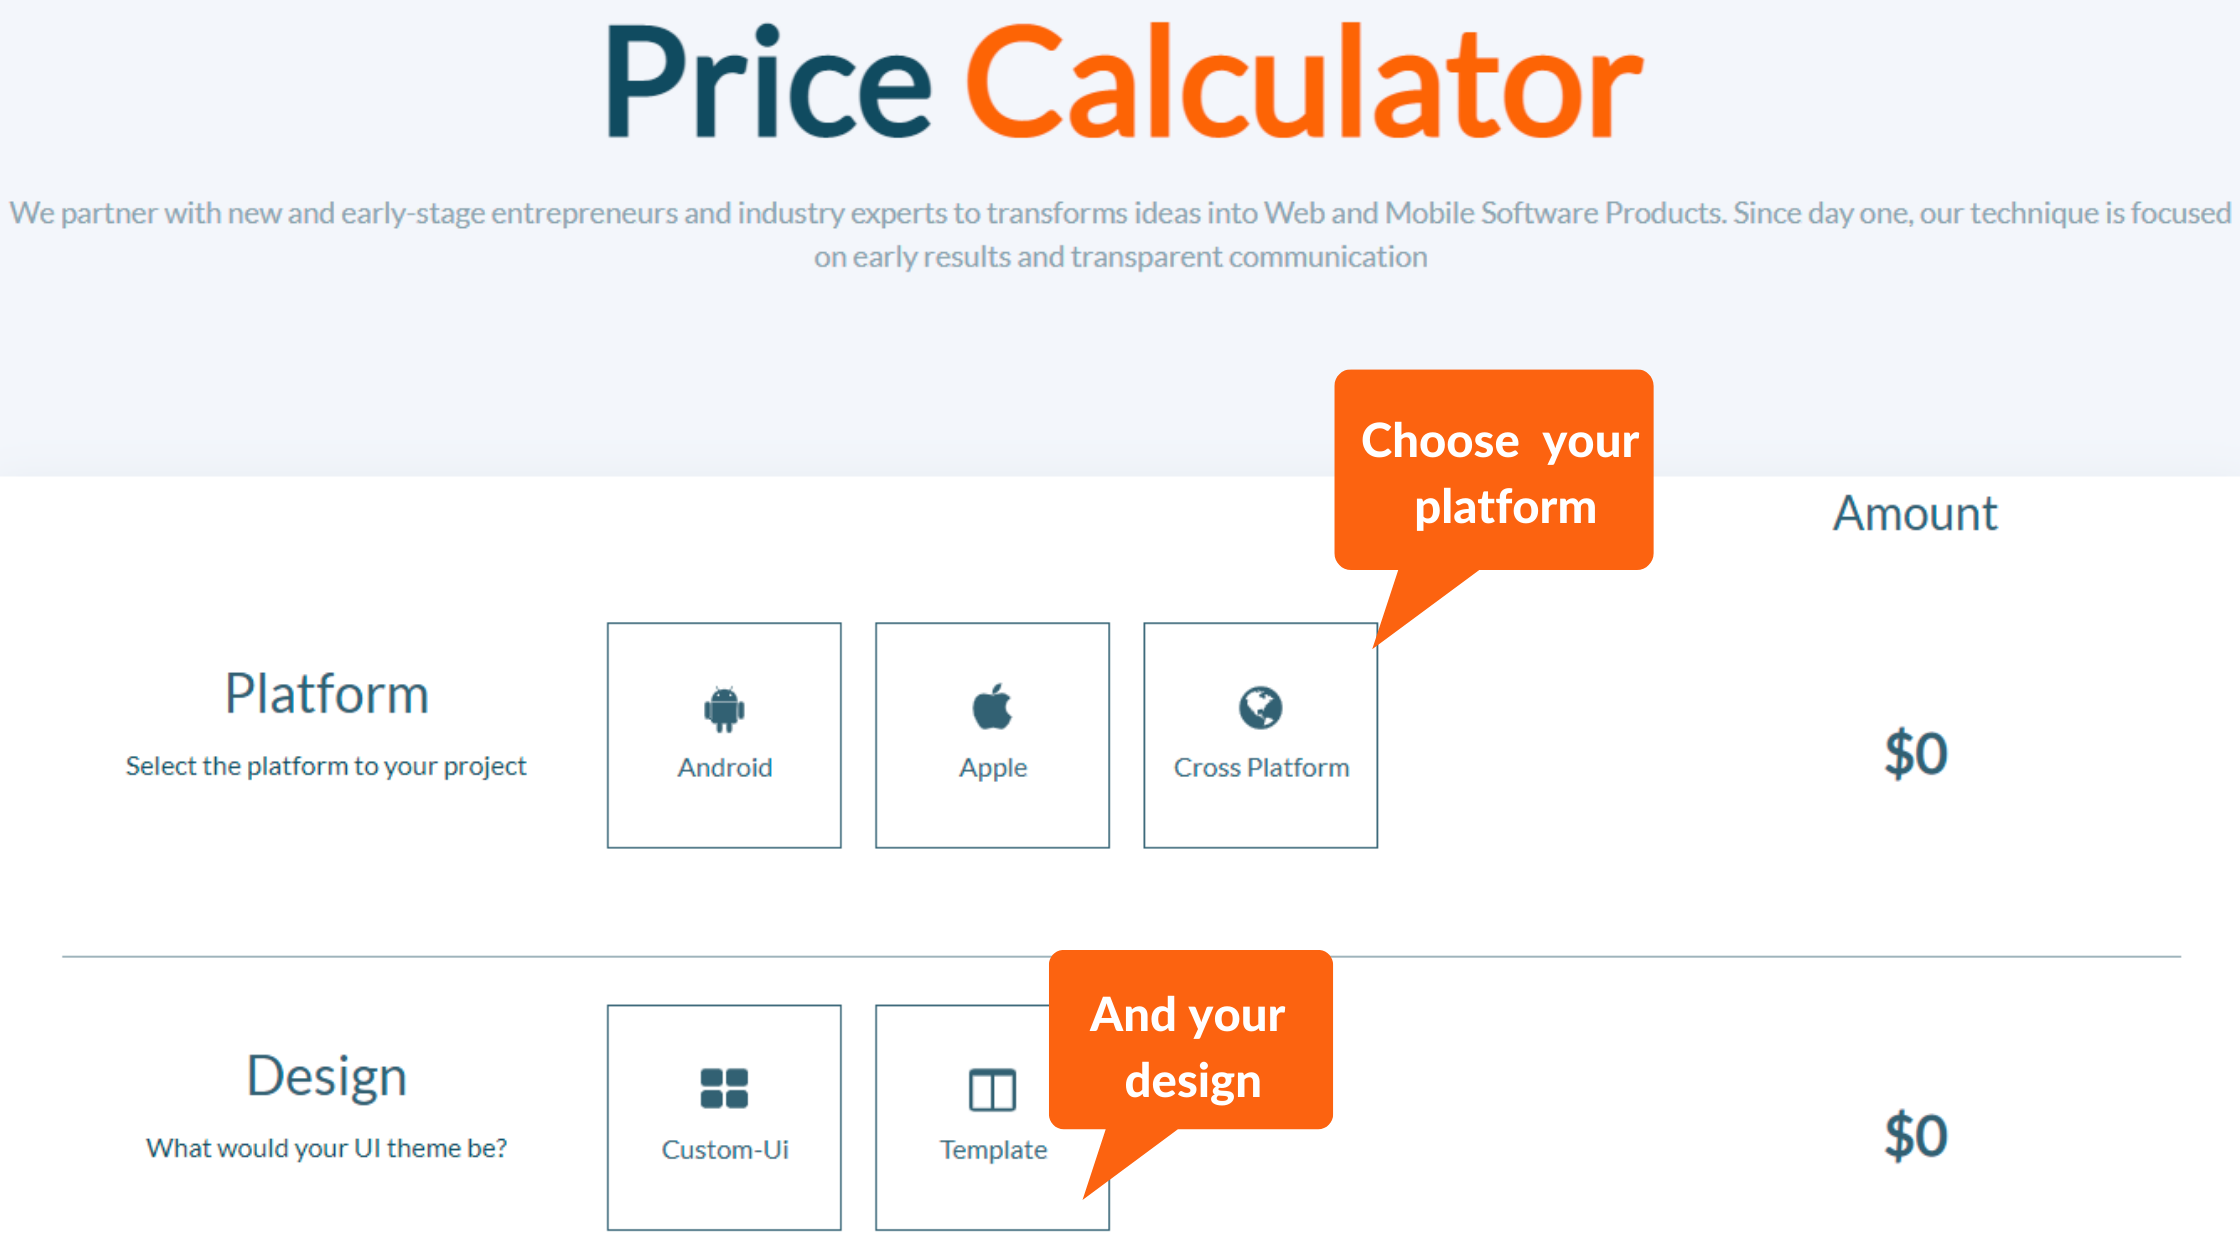 Price Calculator
We partner with new and early-stage entrepreneurs and industry experts to transforms ideas into Web and Mobile Software Products. Since day one, our technique is focused
on early results and transparent communication
Choose your
platform
Amount
Platform
Select the platform to your project
Android
Apple
Cross Platform
$0
And your
design
Design
What would your UI theme be?
Custom-Ui
Template
$0